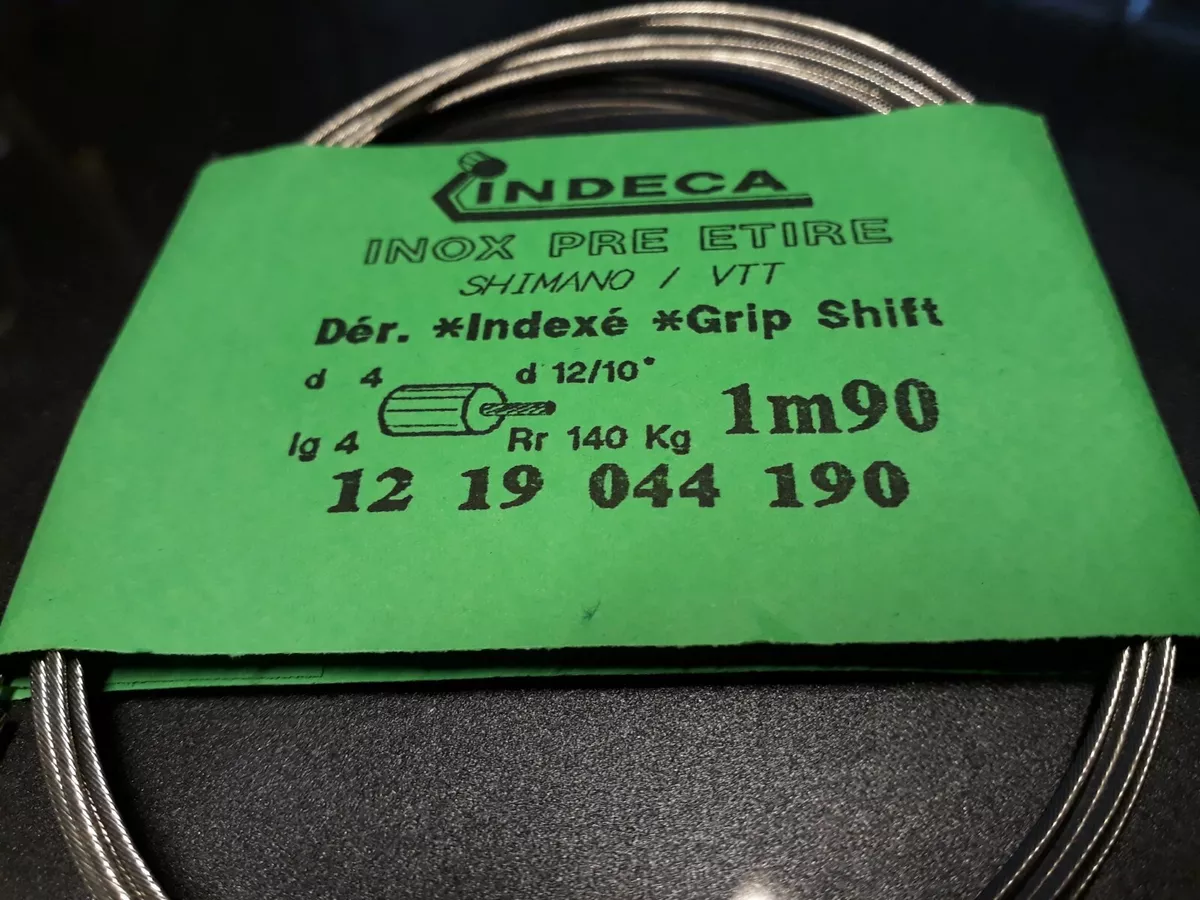 INDECA
INOX PRE ETIRE
SHIMANO / VTT
Dér. *Indexé *Grip Shift
d 4 d 12/10°
lg 4 Rr 140 Kg 1m90
12 19 044 190